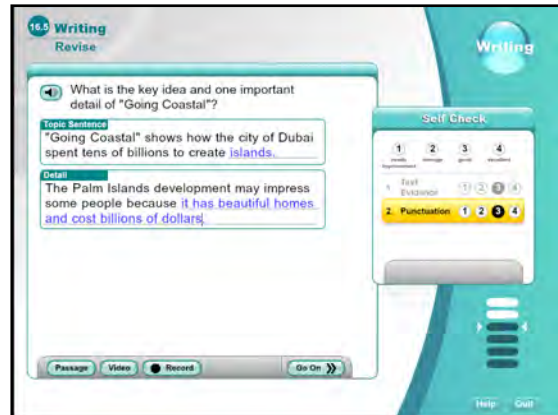 16.5 Writing
Revise
Writing
What is the key idea and one important
detail of "Going Coastal"?
Topic Sentence
"Going Coastal" shows how the city of Dubai
spent tens of billions to create islands.
Detail
The Palm Islands development may impress
some people because it has beautiful homes
and cost billions of dollars
Self Check
1 2 3 4
needs improvement average good excellent
1. Text Evidence 1 2 3 4
2. Punctuation 1 2 3 4
Passage Video Record Go On
Help Quit